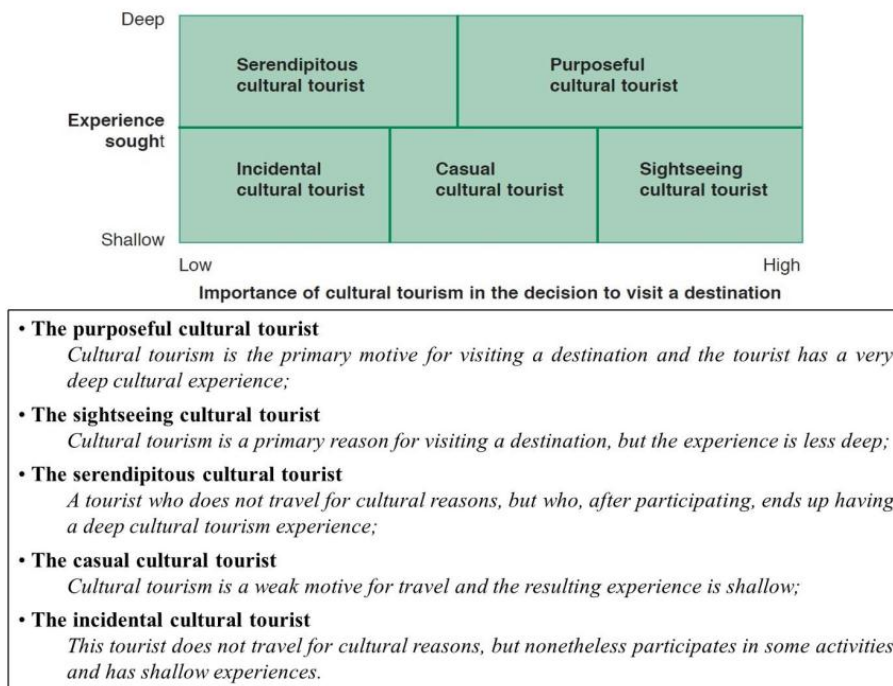 Deep
Serendipitous
cultural tourist
Purposeful
cultural tourist
Experience
sought
Incidental
cultural tourist
Casual
cultural tourist
Sightseeing
cultural tourist
Shallow
Low
High
Importance of cultural tourism in the decision to visit a destination
• The purposeful cultural tourist
Cultural tourism is the primary motive for visiting a destination and the tourist has a very
deep cultural experience;
• The sightseeing cultural tourist
Cultural tourism is a primary reason for visiting a destination, but the experience is less deep;
• The serendipitous cultural tourist
A tourist who does not travel for cultural reasons, but who, after participating, ends up having
a deep cultural tourism experience;
• The casual cultural tourist
Cultural tourism is a weak motive for travel and the resulting experience is shallow;
• The incidental cultural tourist
This tourist does not travel for cultural reasons, but nonetheless participates in some activities
and has shallow experiences.